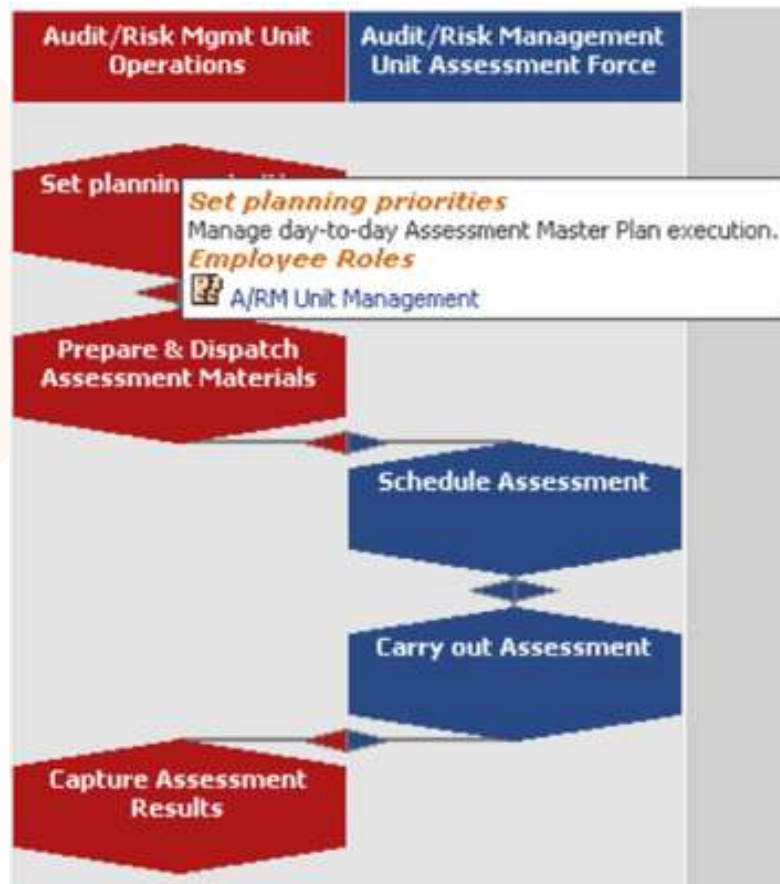 Audit/Risk Mgmt Unit
Operations
Audit/Risk Management
Unit Assessment Force
Set planning
Set planning priorities
Manage day-to-day Assessment Master Plan execution.
Employee Roles
A/RM Unit Management
Prepare & Dispatch
Assessment Materials
Schedule Assessment
Carry out Assessment
Capture Assessment
Results